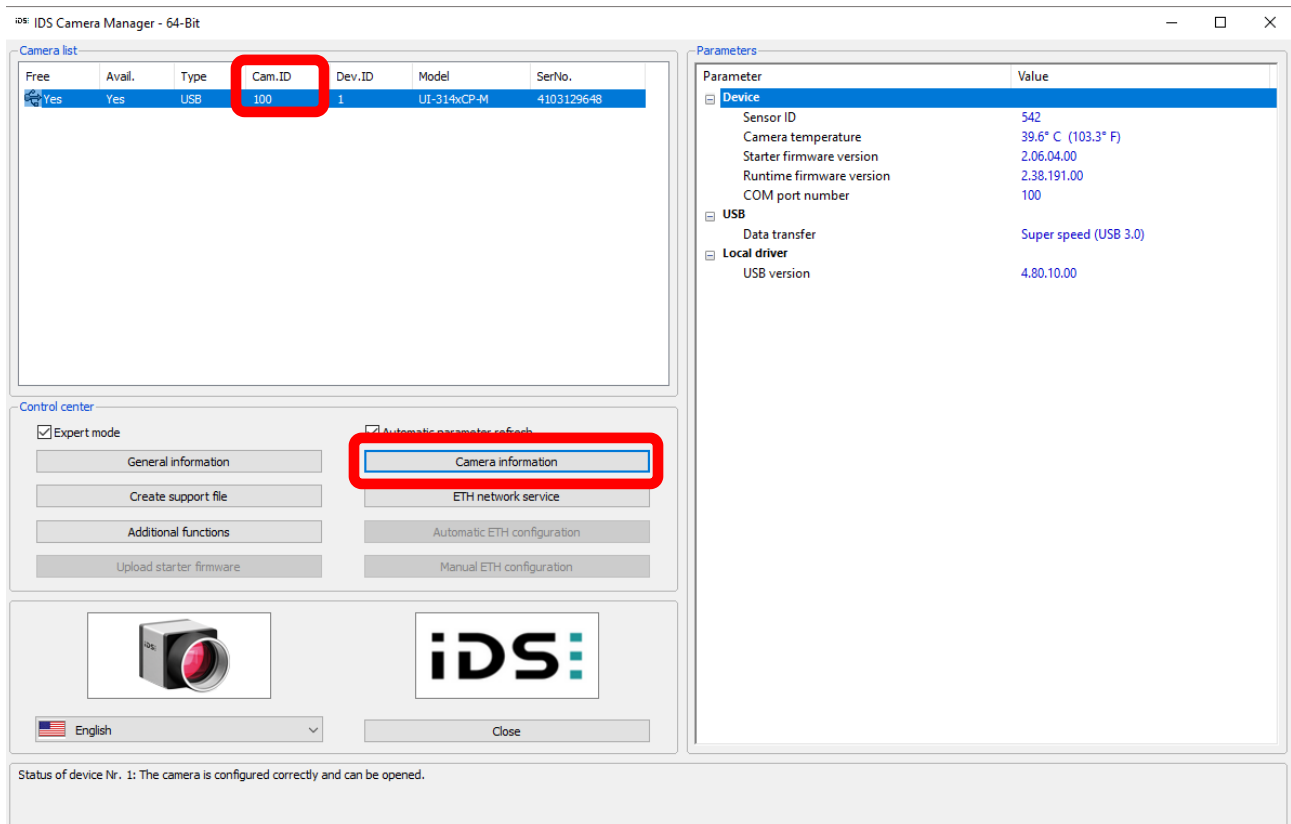 IDS Camera Manager - 64-Bit
Camera list
Free Avail. Type Cam.ID Dev.ID Model SerNo.
Yes Yes USB 100 1 UI-314xCP-M 4103129648
Control center
Expert mode Automatic parameter refresh
General information Camera information
Create support file ETH network service
Additional functions Automatic ETH configuration
Upload starter firmware Manual ETH configuration
IDS: iDS:
English Close
Parameters
Parameter Value
Device
Sensor ID 542
Camera temperature 39.6° C (103.3° F)
Starter firmware version 2.06.04.00
Runtime firmware version 2.38.191.00
COM port number 100
USB
Data transfer Super speed (USB 3.0)
Local driver
USB version 4.80.10.00
Status of device Nr. 1: The camera is configured correctly and can be opened.